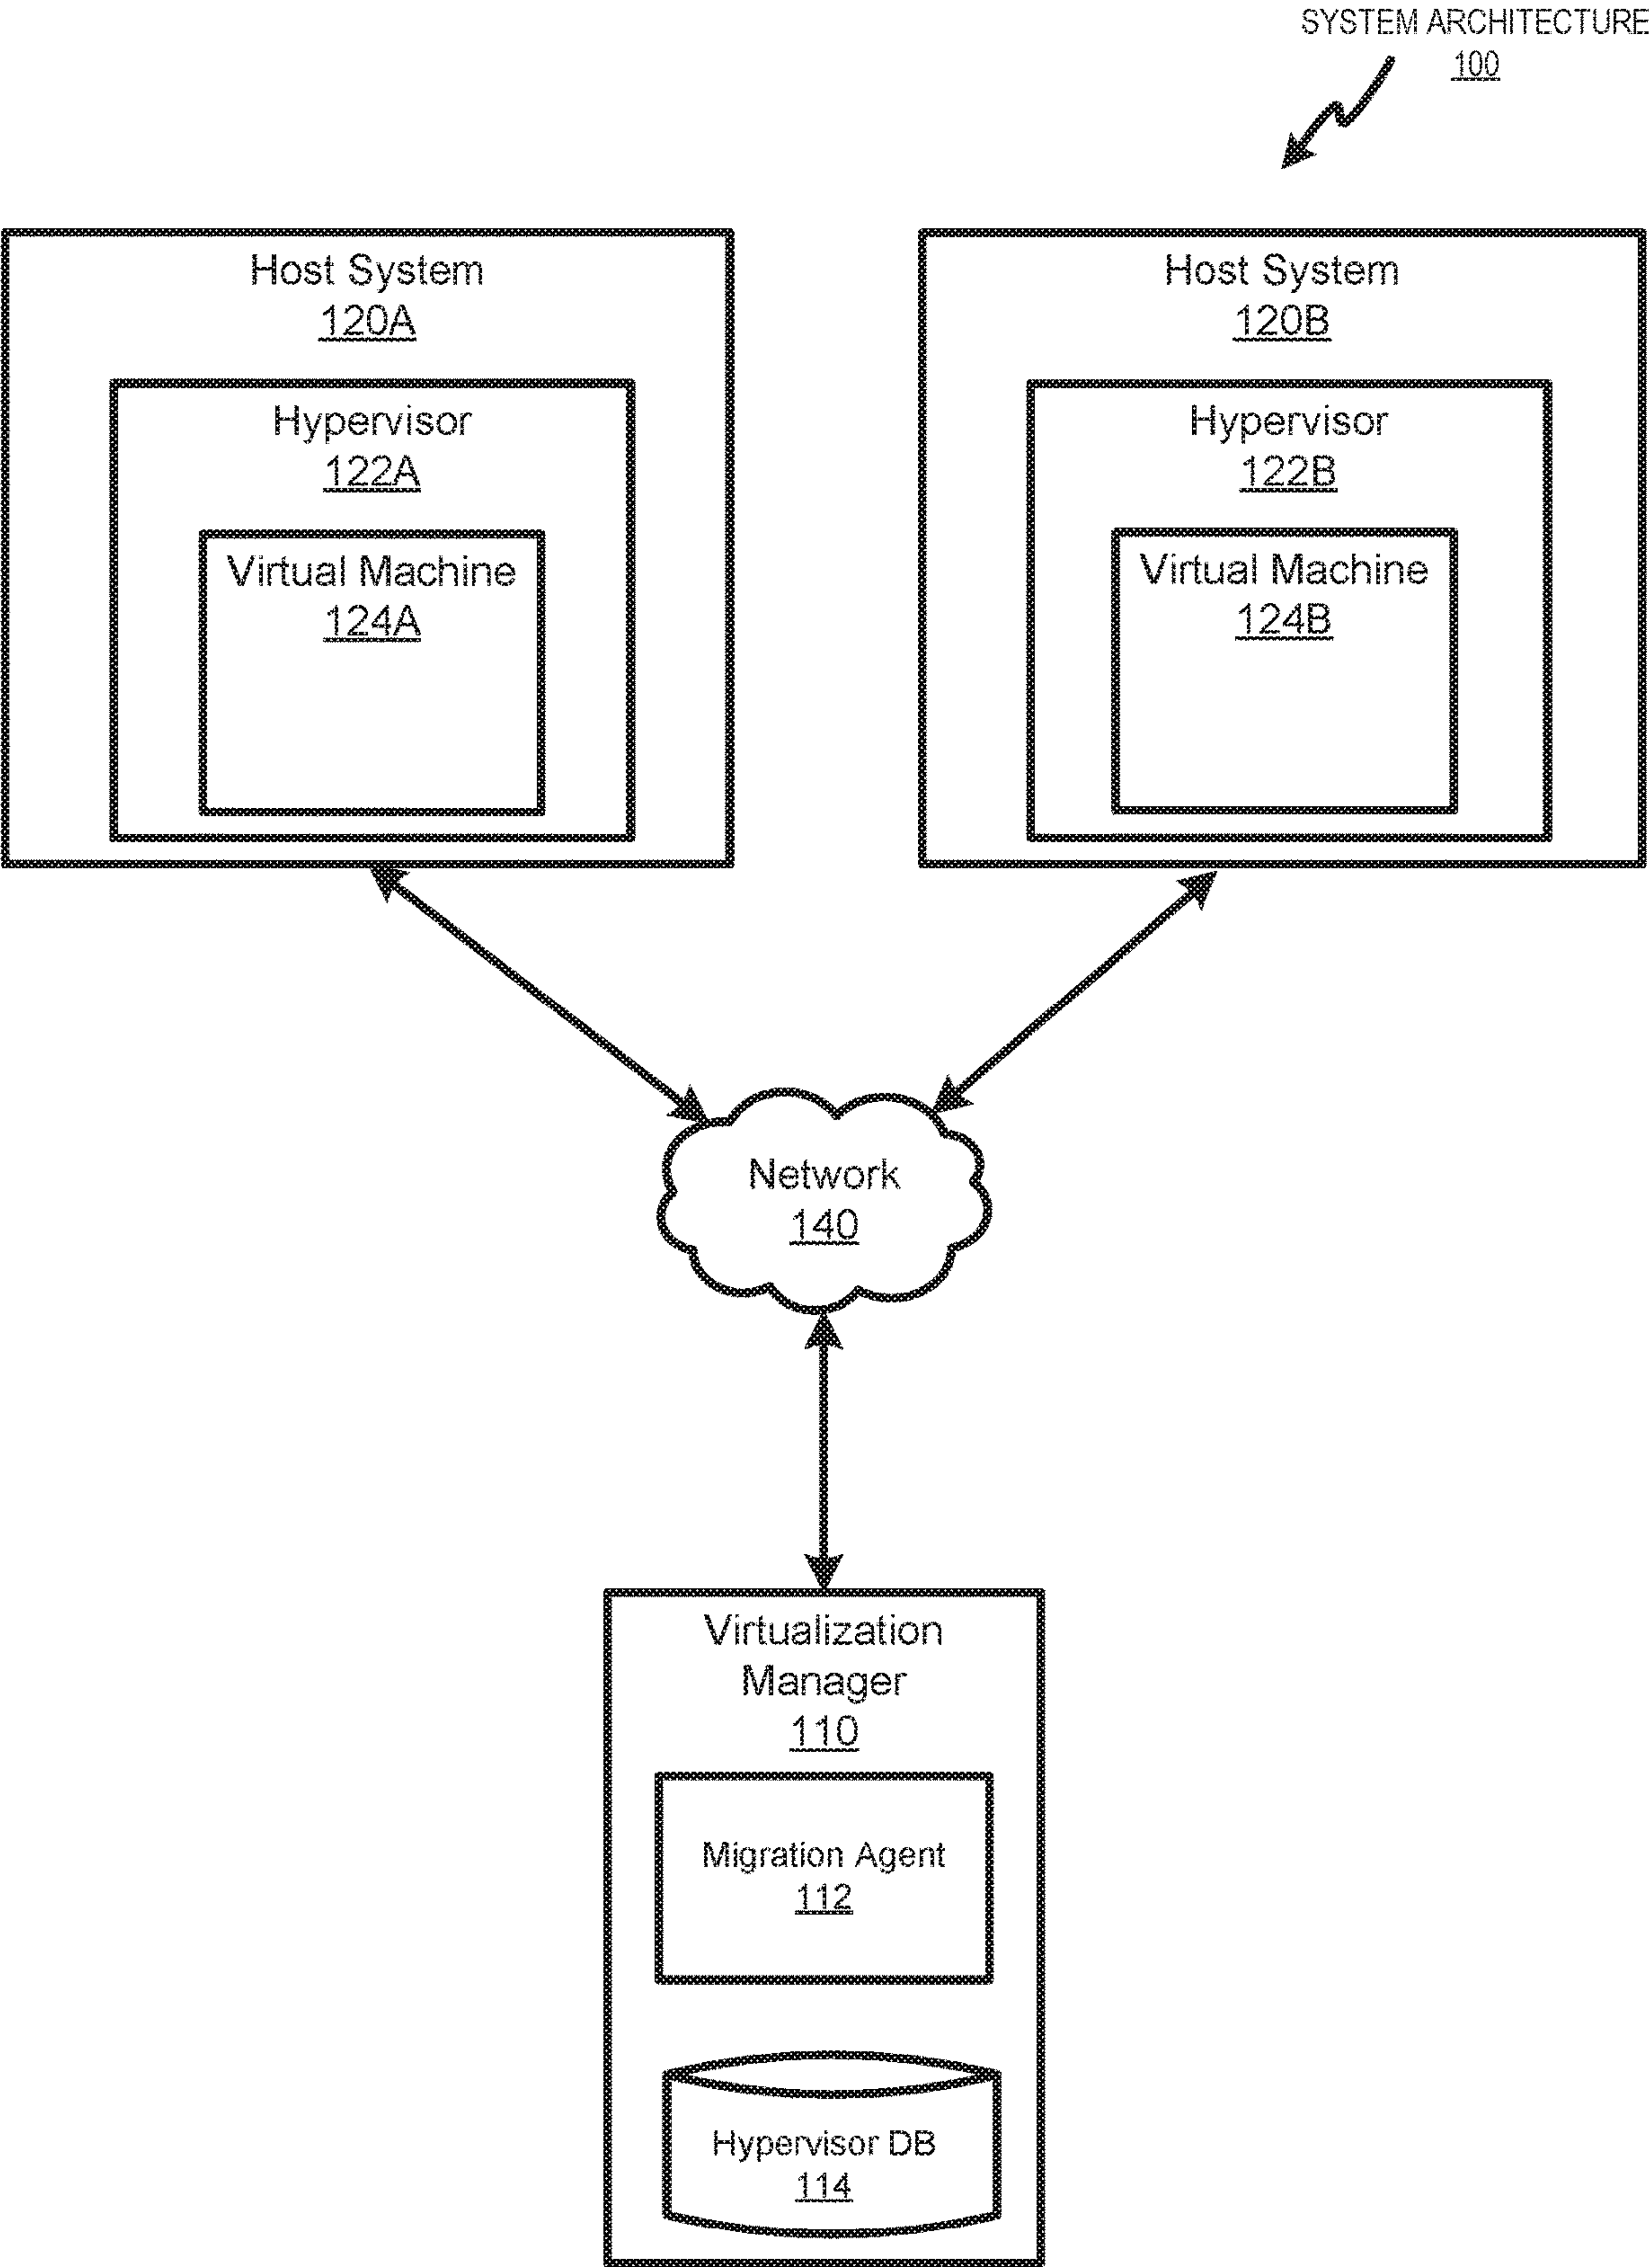 SYSTEM ARCHITECTURE
100
Host System
120A
Hypervisor
122A
Virtual Machine
124A
Host System
120B
Hypervisor
122B
Virtual Machine
124B
Network
140
Virtualization
Manager
110
Migration Agent
112
Hypervisor DB
114